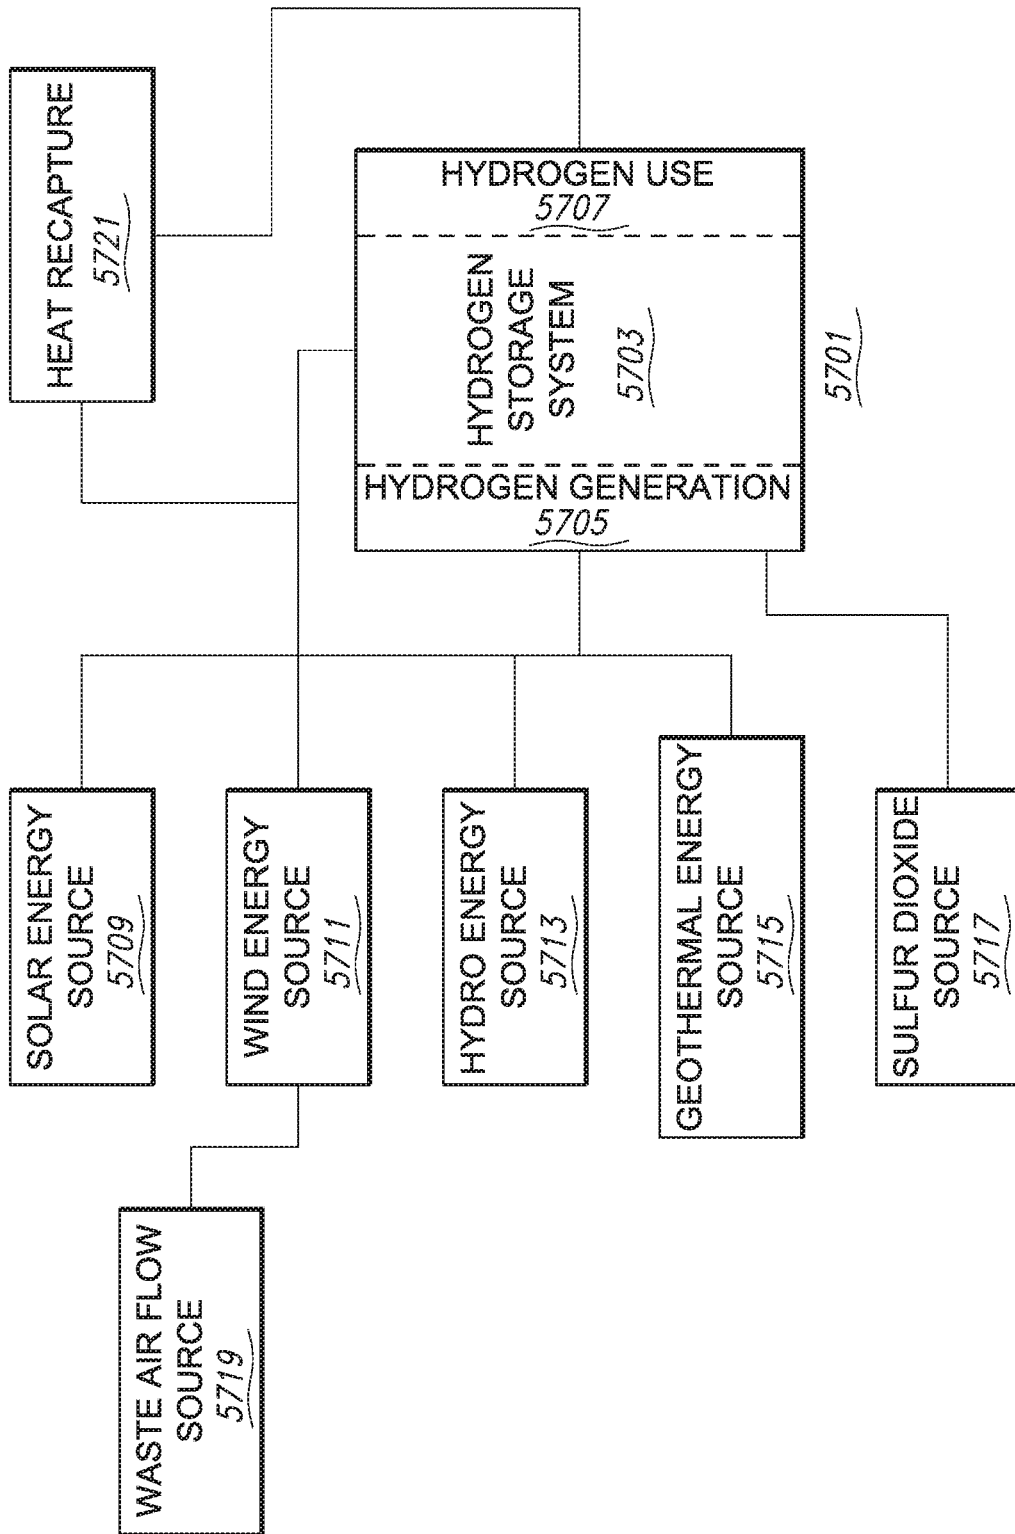 WASTE AIR FLOW
SOURCE
5719
SOLAR ENERGY
SOURCE
5709
WIND ENERGY
SOURCE
5711
HYDRO ENERGY
SOURCE
5713
GEOTHERMAL ENERGY
SOURCE
5715
SULFUR DIOXIDE
SOURCE
5717
HYDROGEN GENERATION
5705
HYDROGEN
STORAGE
SYSTEM
5703
HYDROGEN USE
5707
5701
HEAT RECAPTURE
5721